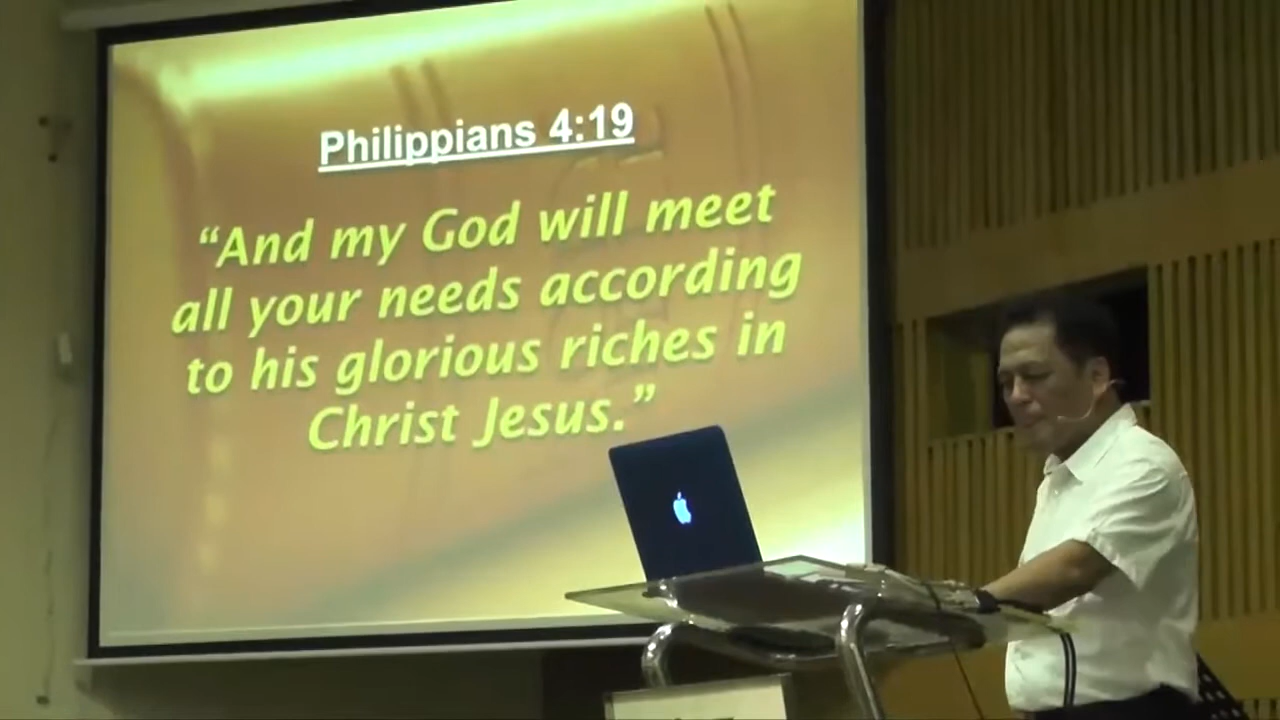 Philippians 4:19
“And my God will meet
all your needs according
to his glorious riches in
Christ Jesus.”